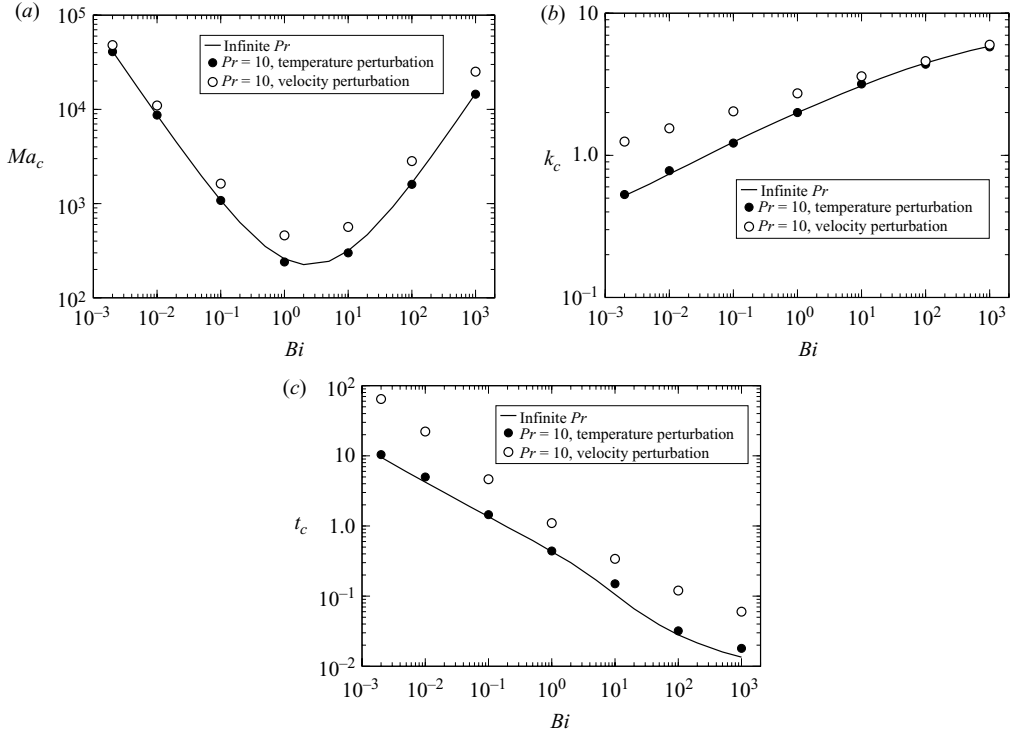 (a)
10^5
10^4
Ma_c
10^3
10^2
10^-3 10^-2 10^-1 10^0 10^1 10^2 10^3
Bi
Infinite Pr
Pr = 10, temperature perturbation
Pr = 10, velocity perturbation
(b)
10
k_c 1.0
10^-1
10^-3 10^-2 10^-1 10^0 10^1 10^2 10^3
Bi
Infinite Pr
Pr = 10, temperature perturbation
Pr = 10, velocity perturbation
(c)
10^2
10
t_c 1.0
10^-1
10^-2
10^-3 10^-2 10^-1 10^0 10^1 10^2 10^3
Bi
Infinite Pr
Pr = 10, temperature perturbation
Pr = 10, velocity perturbation